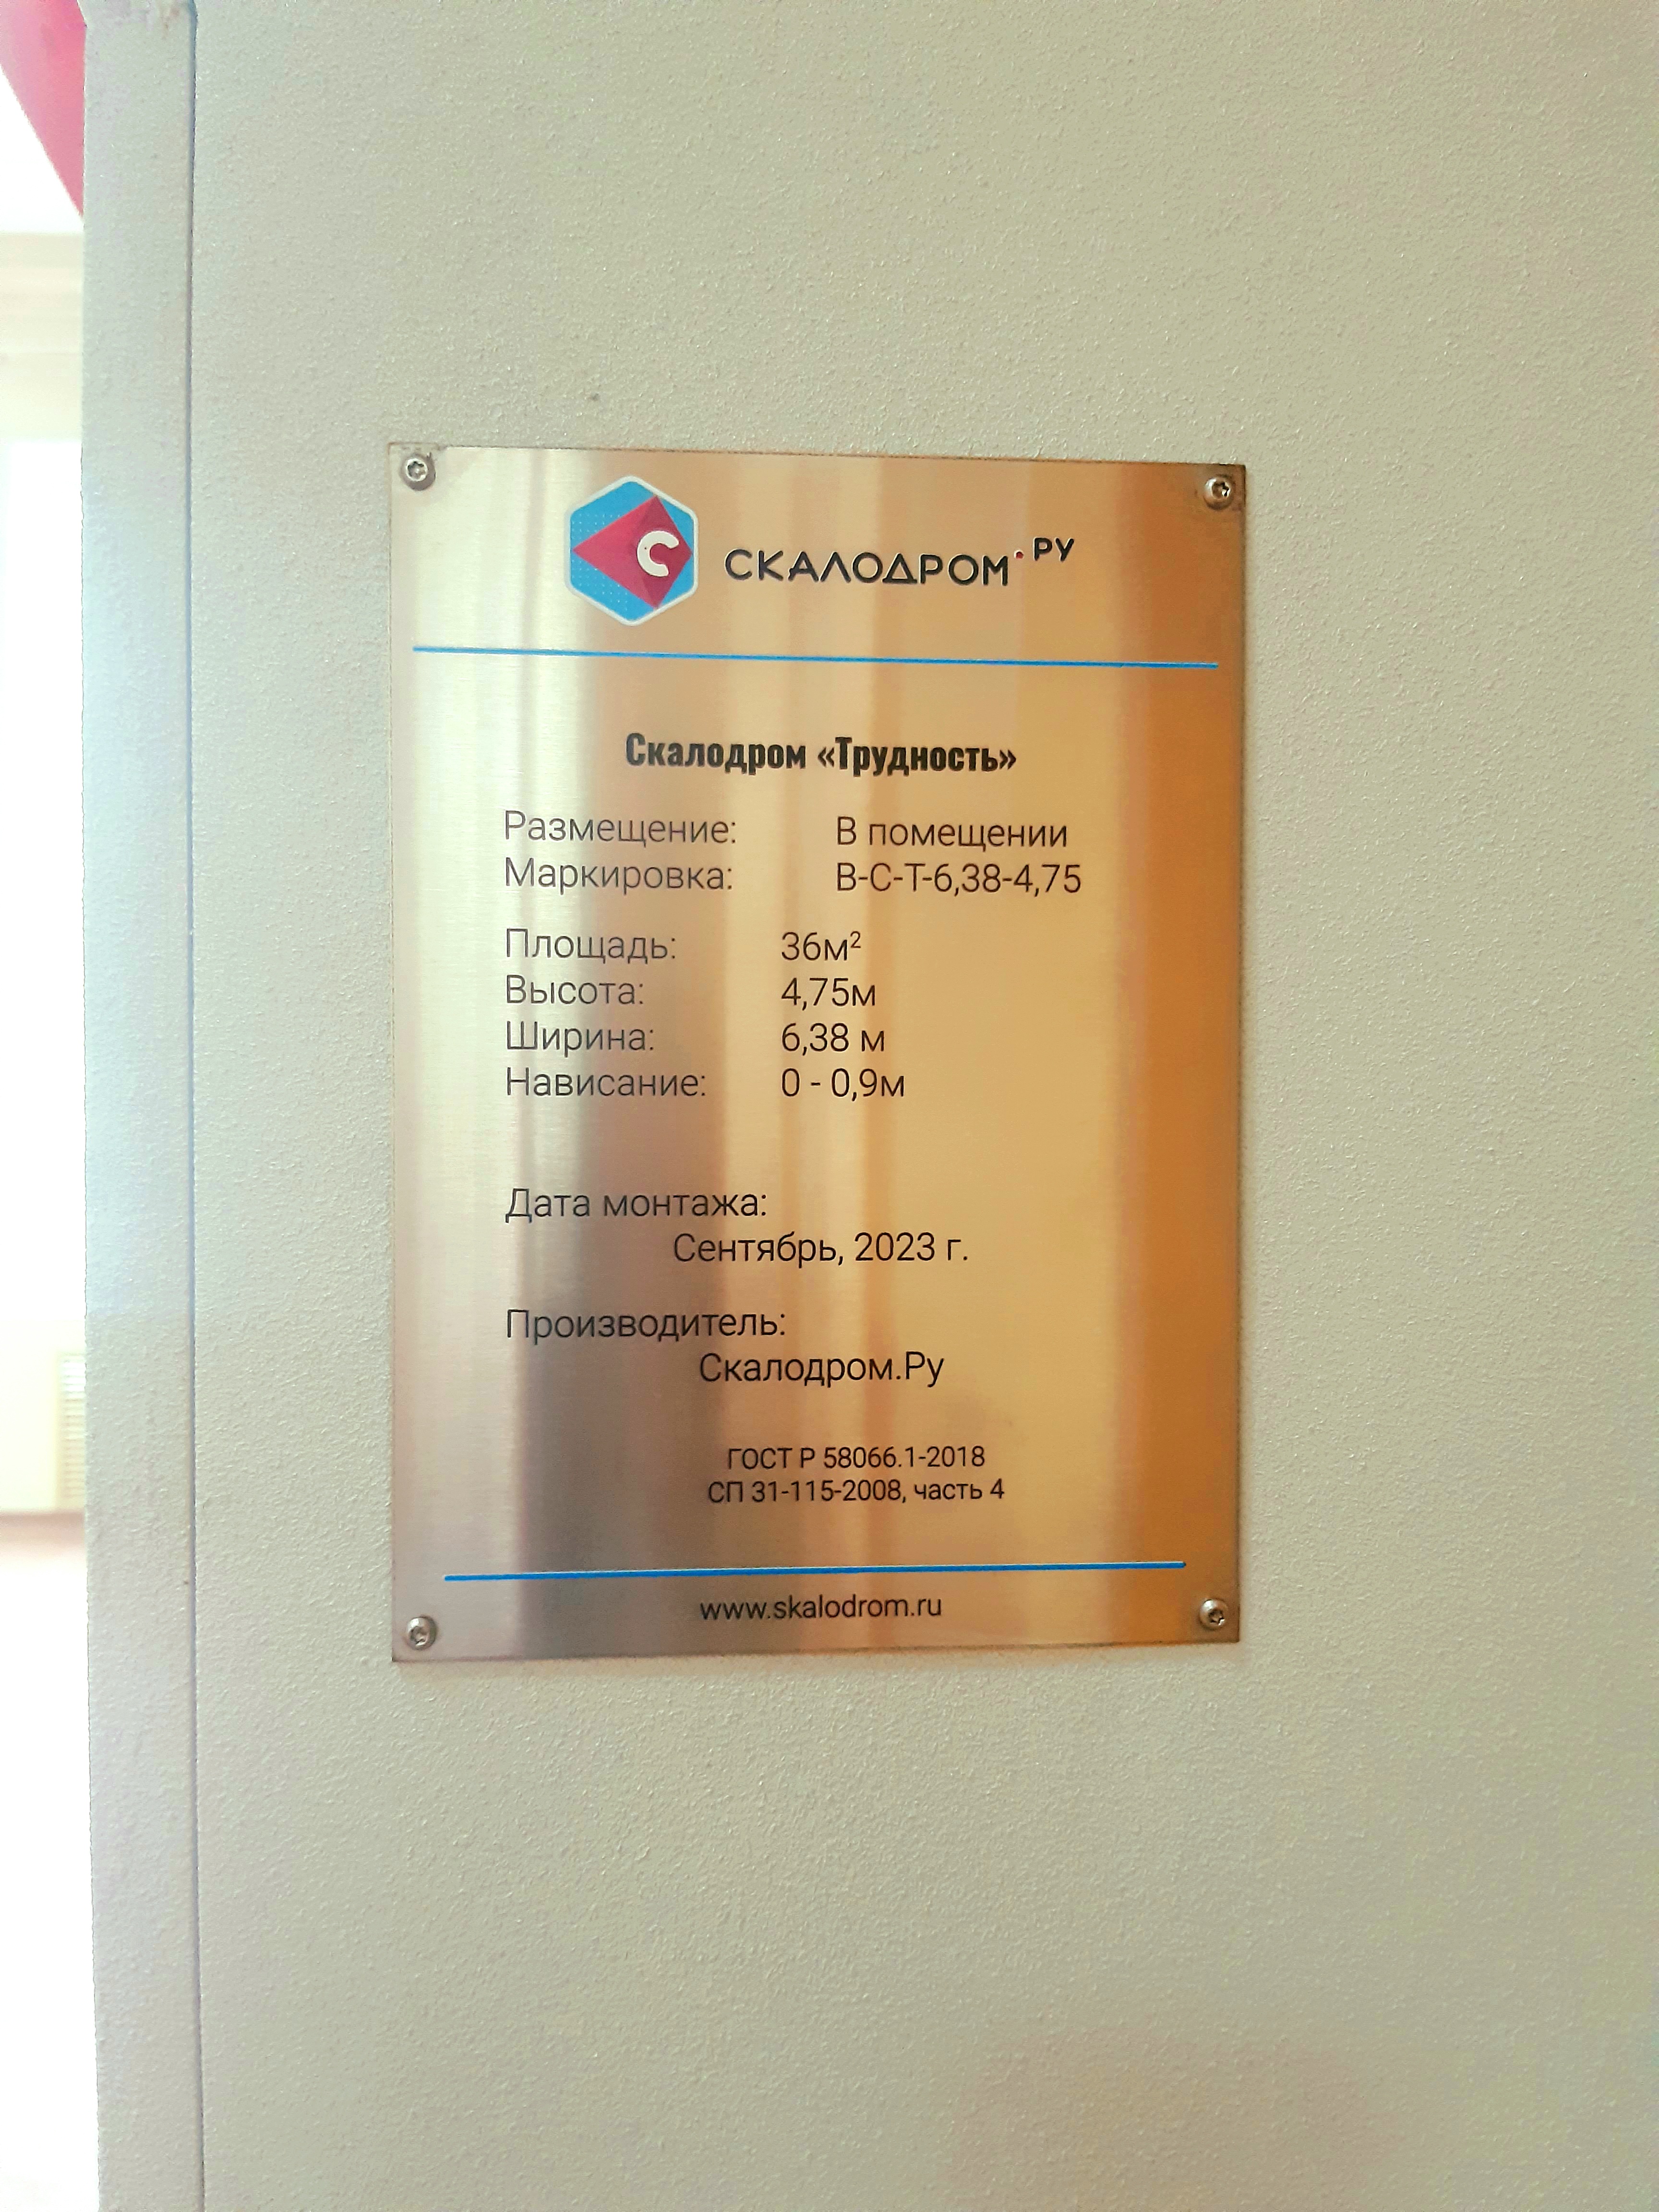 С
СКАЛОДРОМ.РУ
Скалодром «Трудность»
Размещение: В помещении
Маркировка: В-С-Т-6,38-4,75
Площадь: 36м²
Высота: 4,75м
Ширина: 6,38 м
Нависание: 0 - 0,9м
Дата монтажа:
Сентябрь, 2023 г.
Производитель:
Скалодром.Ру
ГОСТ Р 58066.1-2018
СП 31-115-2008, часть 4
www.skalodrom.ru